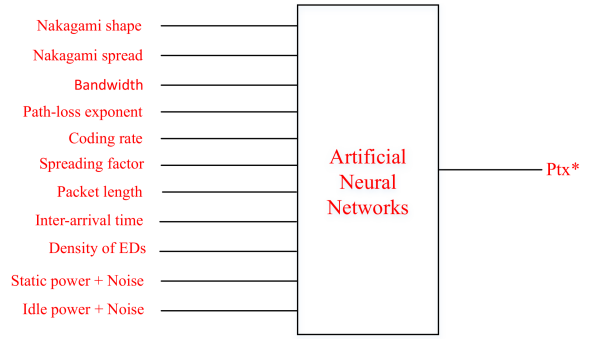 Nakagami shape
Nakagami spread
Bandwidth
Path-loss exponent
Coding rate
Spreading factor
Packet length
Inter-arrival time
Density of EDs
Static power + Noise
Idle power + Noise
Artificial
Neural
Networks
Ptx*